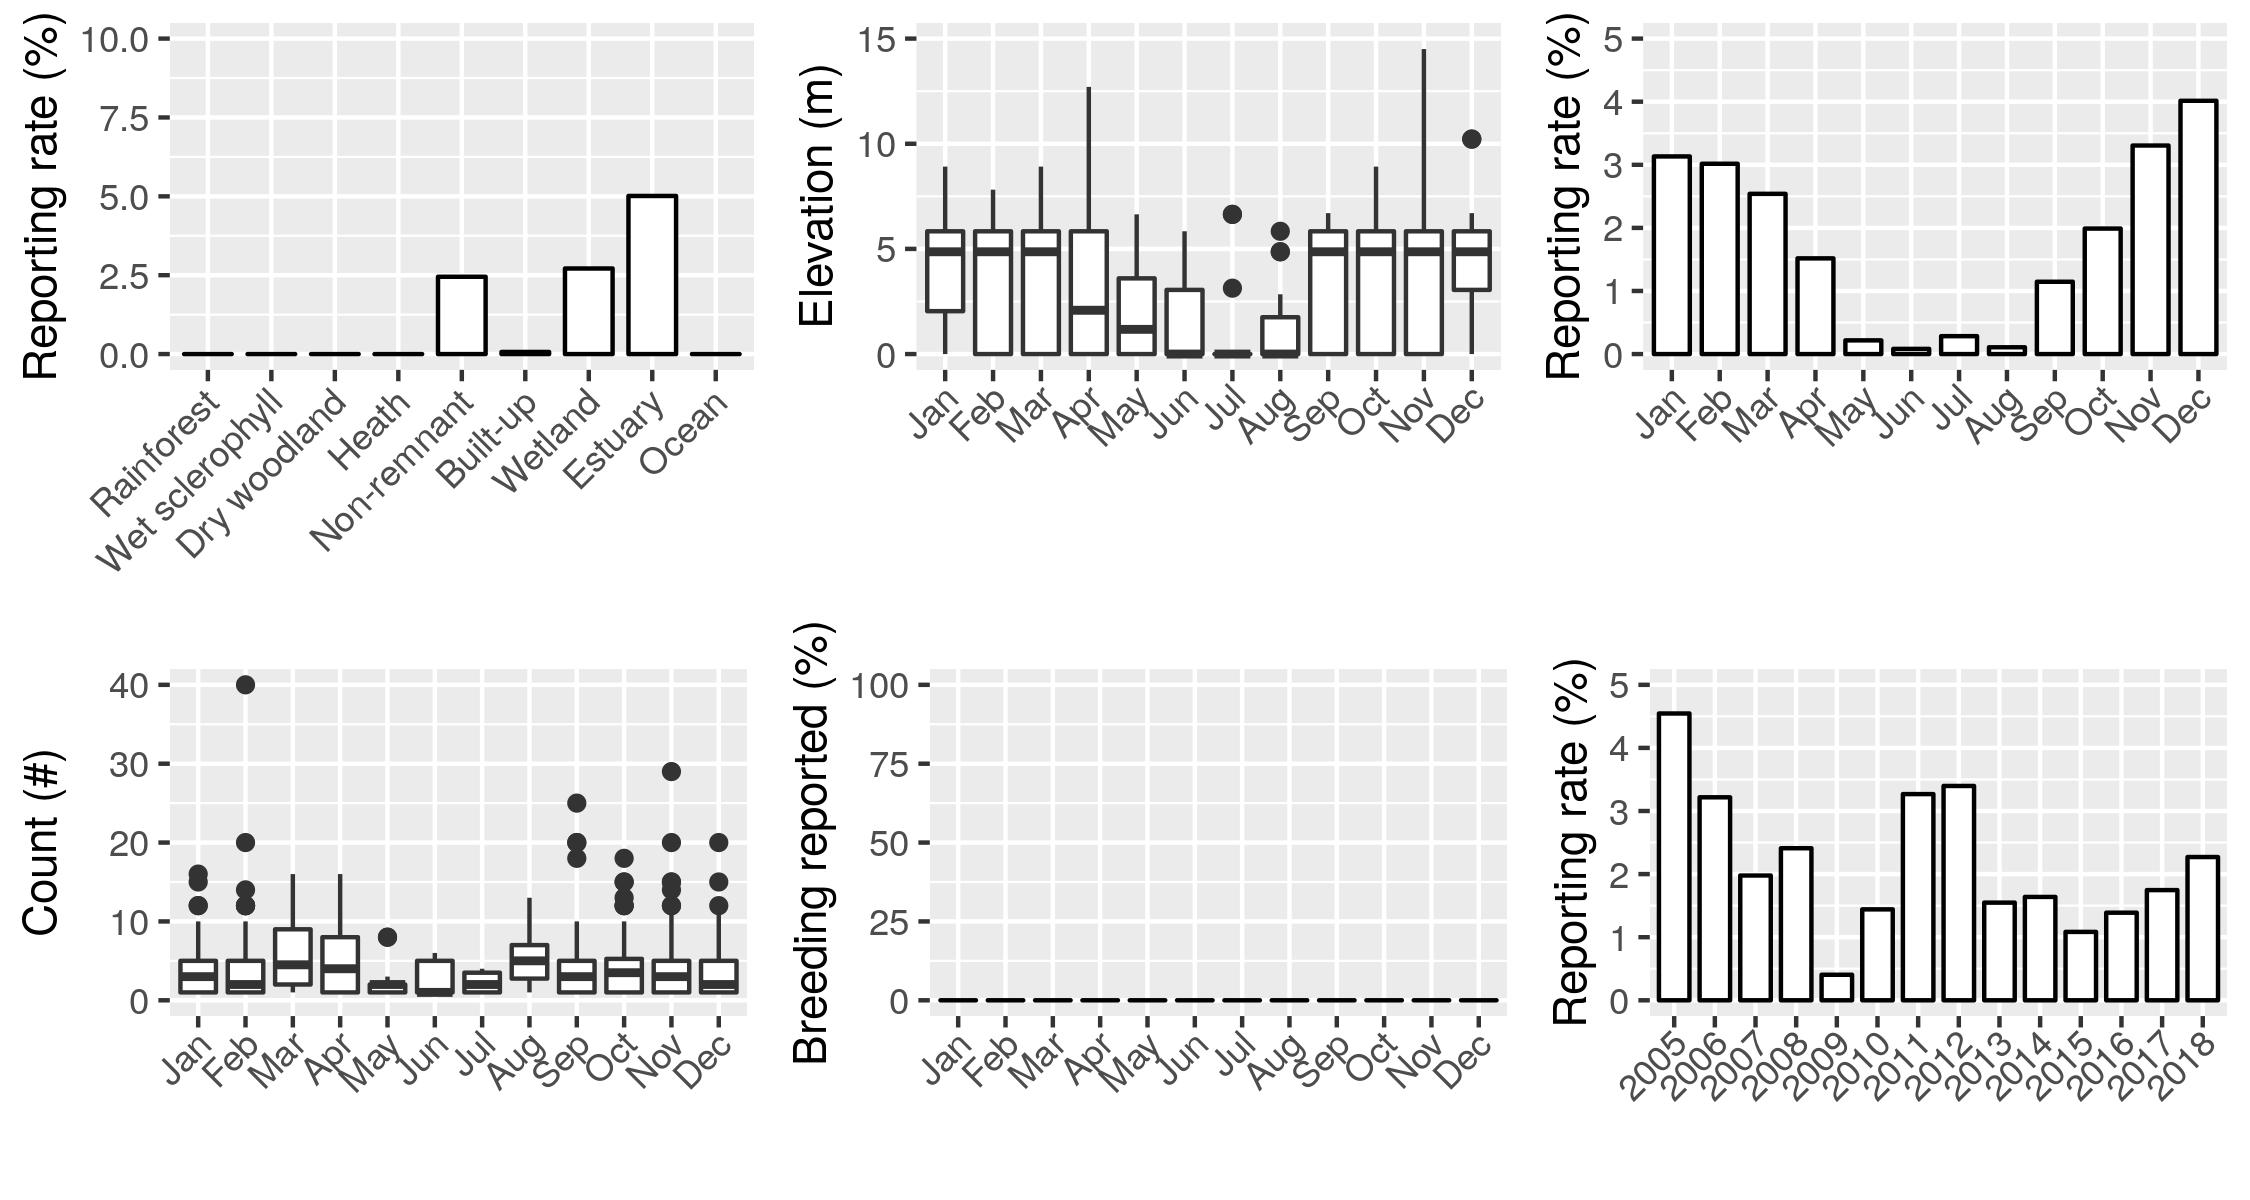 Reporting rate (%)
10.0
7.5
5.0
2.5
0.0
Rainforest
Wet sclerophyll
Dry woodland
Heath
Non-remnant
Built-up
Wetland
Estuary
Ocean
Elevation (m)
15
10
5
0
Jan
Feb
Mar
Apr
May
Jun
Jul
Aug
Sep
Oct
Nov
Dec
Reporting rate (%)
5
4
3
2
1
0
Jan
Feb
Mar
Apr
May
Jun
Jul
Aug
Sep
Oct
Nov
Dec
Count (#)
40
30
20
10
0
Jan
Feb
Mar
Apr
May
Jun
Jul
Aug
Sep
Oct
Nov
Dec
Breeding reported (%)
100
75
50
25
0
Jan
Feb
Mar
Apr
May
Jun
Jul
Aug
Sep
Oct
Nov
Dec
Reporting rate (%)
5
4
3
2
1
0
2005
2006
2007
2008
2009
2010
2011
2012
2013
2014
2015
2016
2017
2018